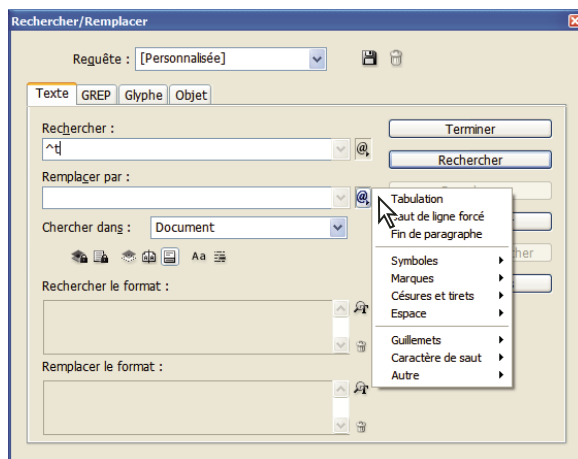 Rechercher/Remplacer
Requête : [Personnalisée]
Texte GREP Glyphe Objet
Rechercher :
^t
Terminer
Rechercher
Remplacer par :
Tabulation
Saut de ligne forcé
Fin de paragraphe
Chercher dans : Document
cher
Aa
Symboles
Marques
Césures et tirets
Espace
Rechercher le format :
Guillemets
Caractère de saut
Autre
Remplacer le format :